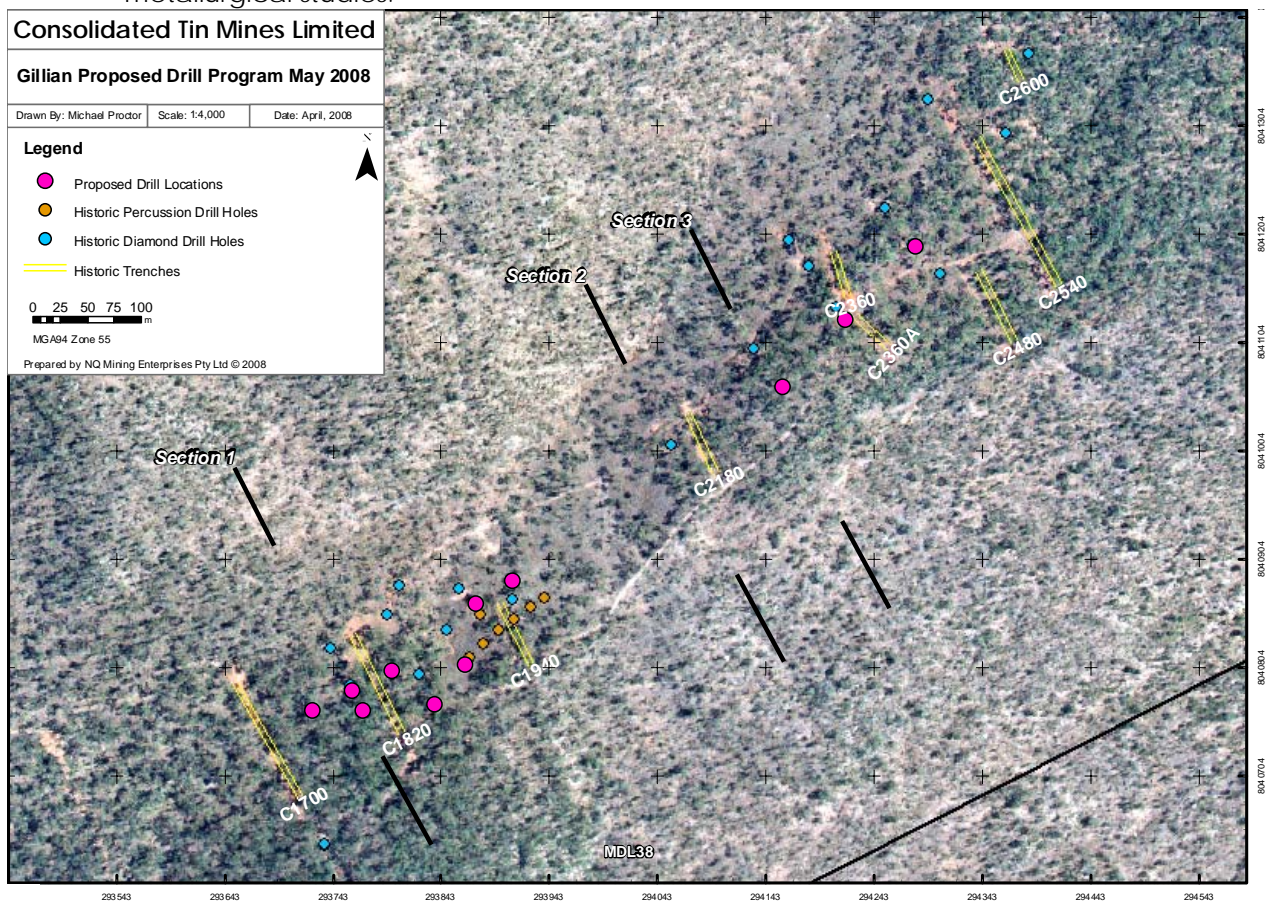 metallurgical studies.
Consolidated Tin Mines Limited
Gillian Proposed Drill Program May 2008
Drawn By: Michael Proctor Scale: 1:4,000 Date: April, 2008
Legend
N
Proposed Drill Locations
Historic Percussion Drill Holes
Historic Diamond Drill Holes
Historic Trenches
0 25 50 75 100
m
MGA94 Zone 55
Prepared by NQ Mining Enterprises Pty Ltd © 2008
C2600
8041304
Section 3
8041204
Section 2
C2540
C2360
C2360A
C2480
8041104
Section 1
8041004
C2180
8040904
C1940
8040804
C1820
C1700
8040704
MDL38
293543 293643 293743 293843 293943 294043 294143 294243 294343 294443 294543